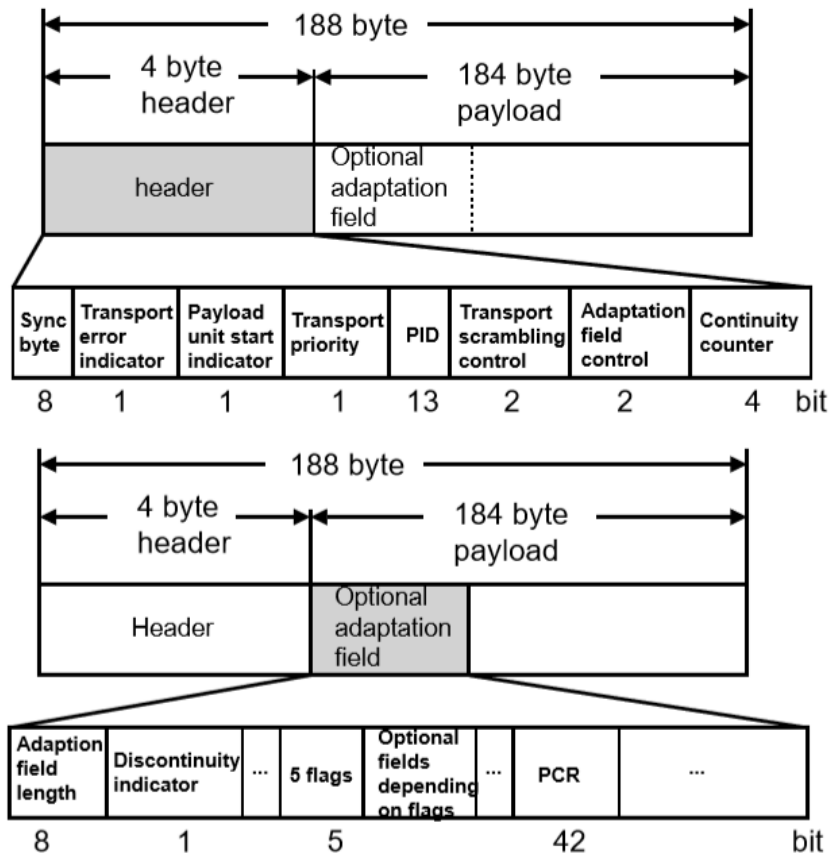 188 byte
4 byte
header
184 byte
payload
header
Optional
adaptation
field
Sync
byte
Transport
error
indicator
Payload
unit start
indicator
Transport
priority
PID
Transport
scrambling
control
Adaptation
field
control
Continuity
counter
8 1 1 1 13 2 2 4 bit
188 byte
4 byte
header
184 byte
payload
Header
Optional
adaptation
field
Adaption
field
length
Discontinuity
indicator
...
5 flags
Optional
fields
depending
on flags
...
PCR
...
8 1 5 42 bit